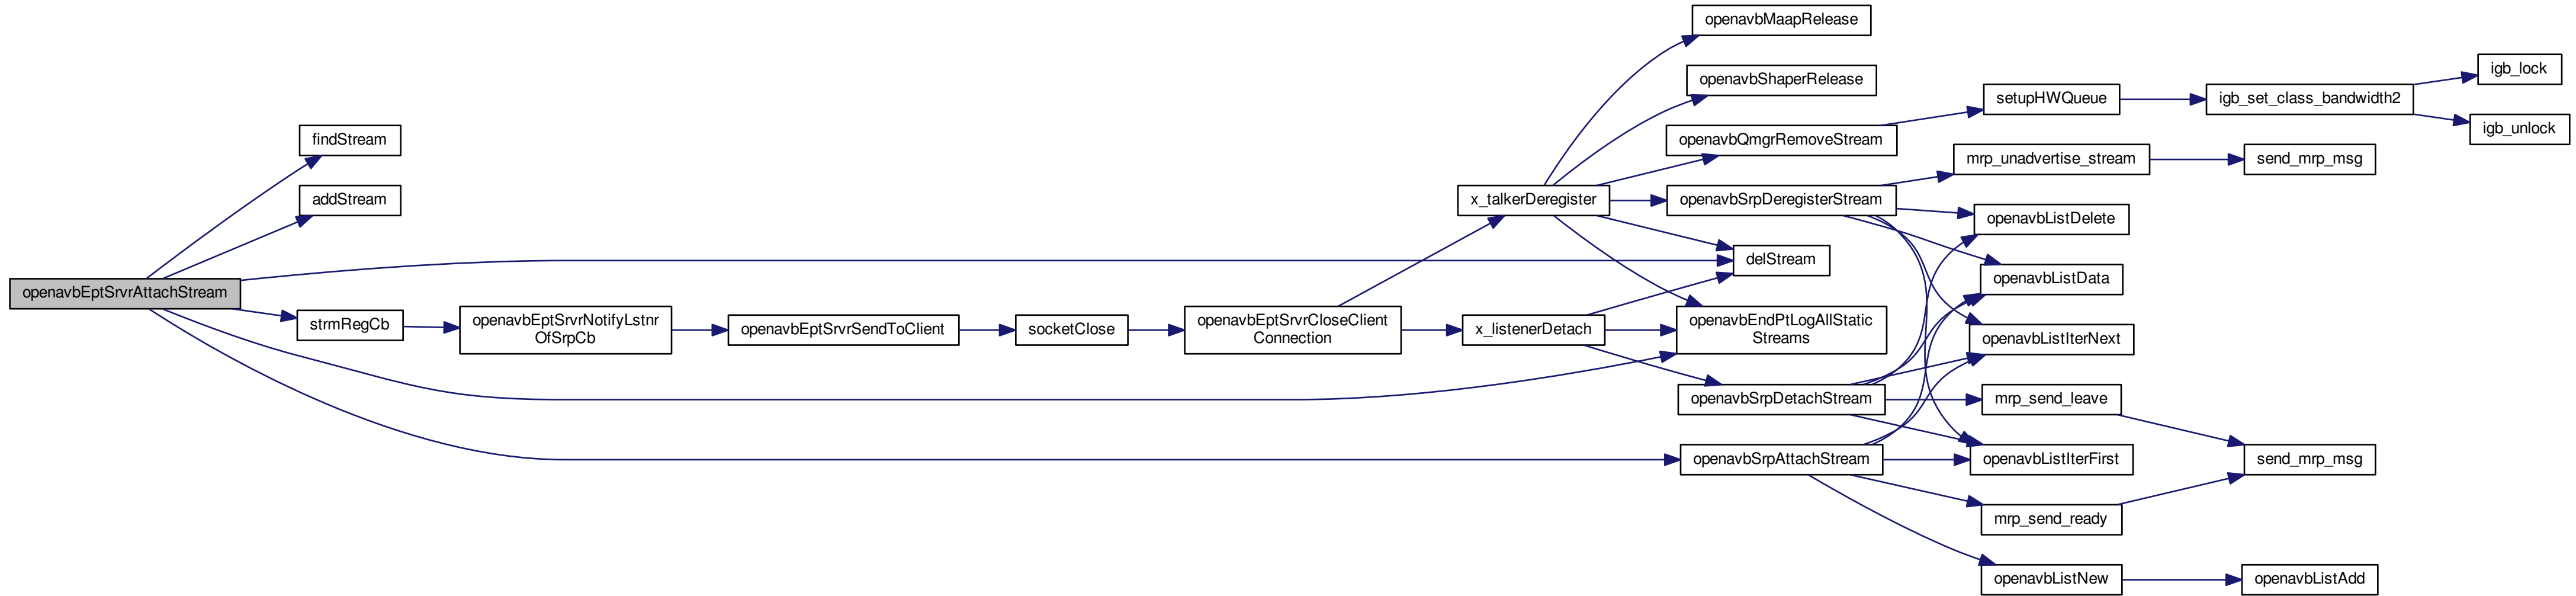 openavbEptSrvrAttachStream
findStream
addStream
strmRegCb
openavbEptSrvrNotifyLstnr
OfSrpCb
openavbEptSrvrSendToClient
socketClose
openavbEptSrvrCloseClient
Connection
x_talkerDeregister
x_listenerDetach
openavbMaapRelease
openavbShaperRelease
openavbQmgrRemoveStream
openavbSrpDeregisterStream
delStream
openavbEndPtLogAllStatic
Streams
openavbSrpDetachStream
openavbSrpAttachStream
setupHWQueue
mrp_unadvertise_stream
openavbListDelete
openavbListData
openavbListIterNext
mrp_send_leave
openavbListIterFirst
mrp_send_ready
openavbListNew
igb_set_class_bandwidth2
send_mrp_msg
send_mrp_msg
openavbListAdd
igb_lock
igb_unlock